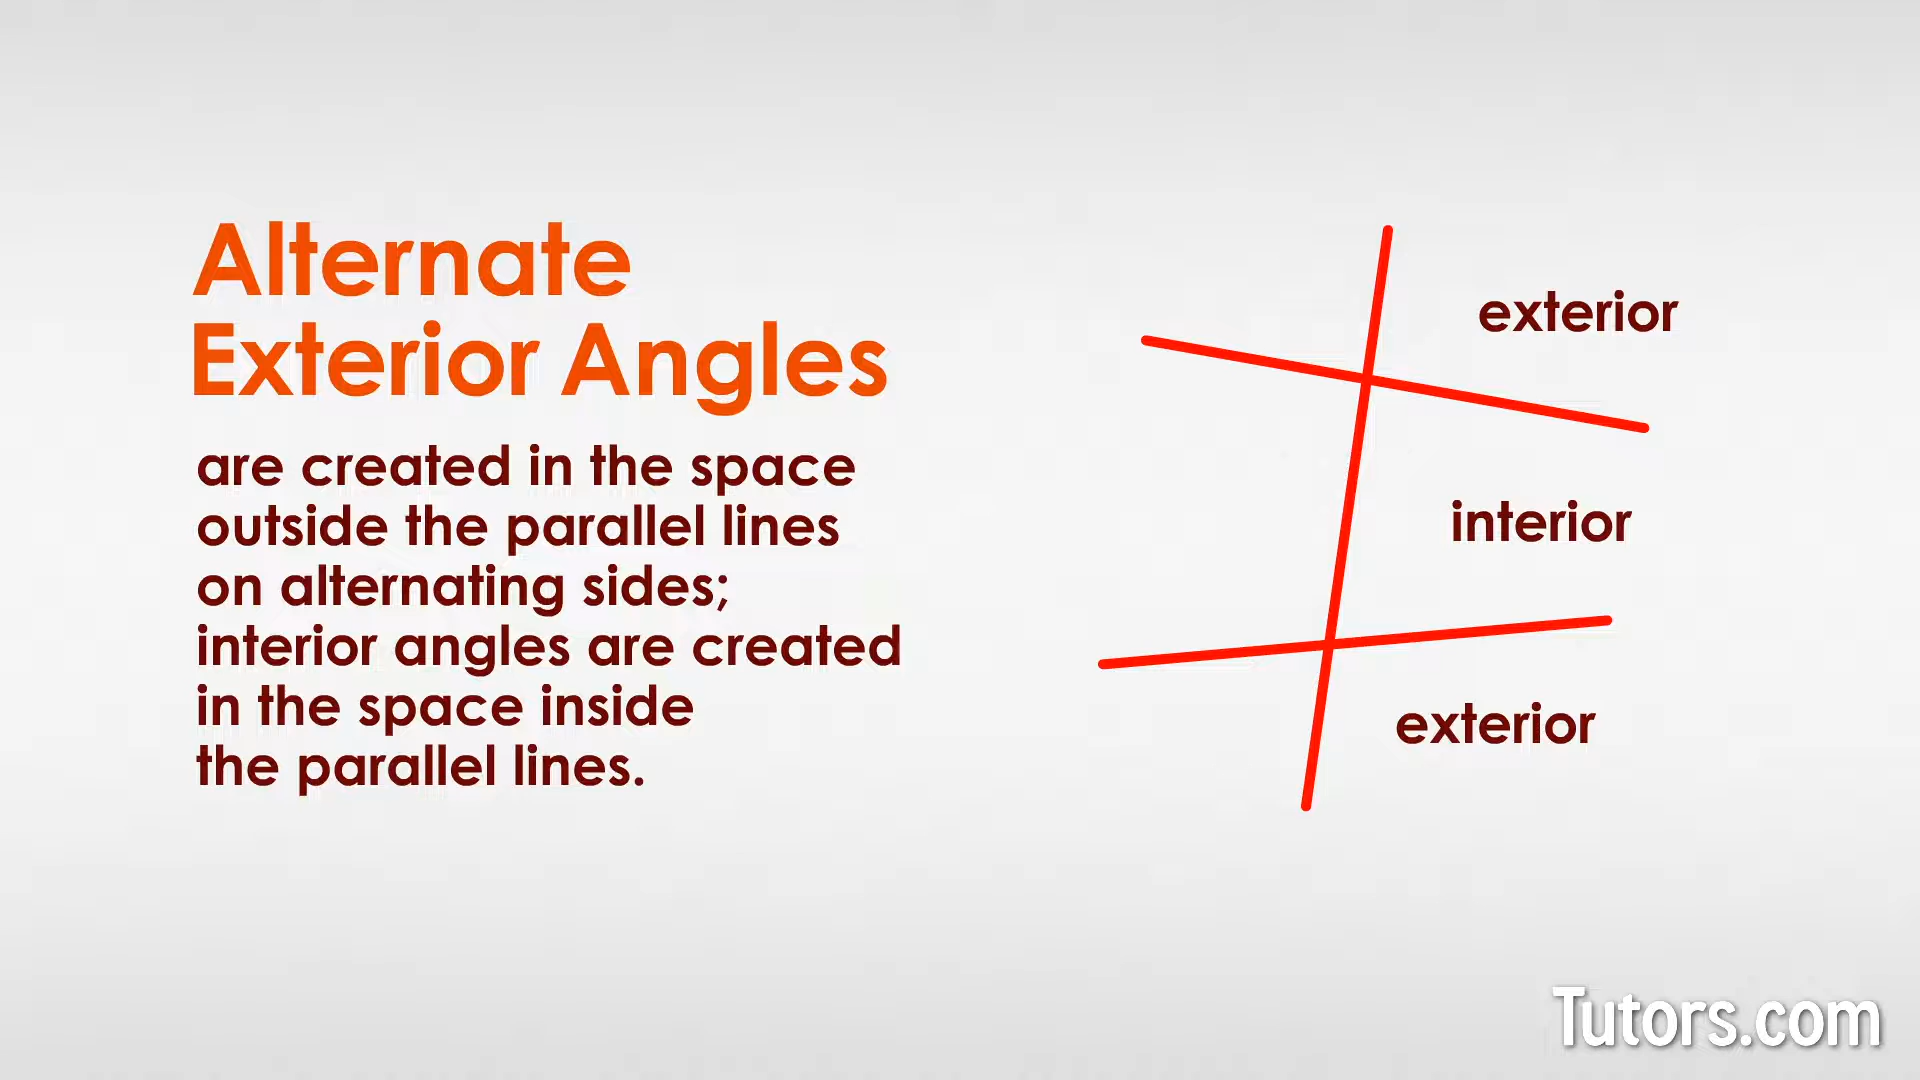 Alternate
Exterior Angles
are created in the space
outside the parallel lines
on alternating sides;
interior angles are created
in the space inside
the parallel lines.
exterior
interior
exterior
Tutors.com